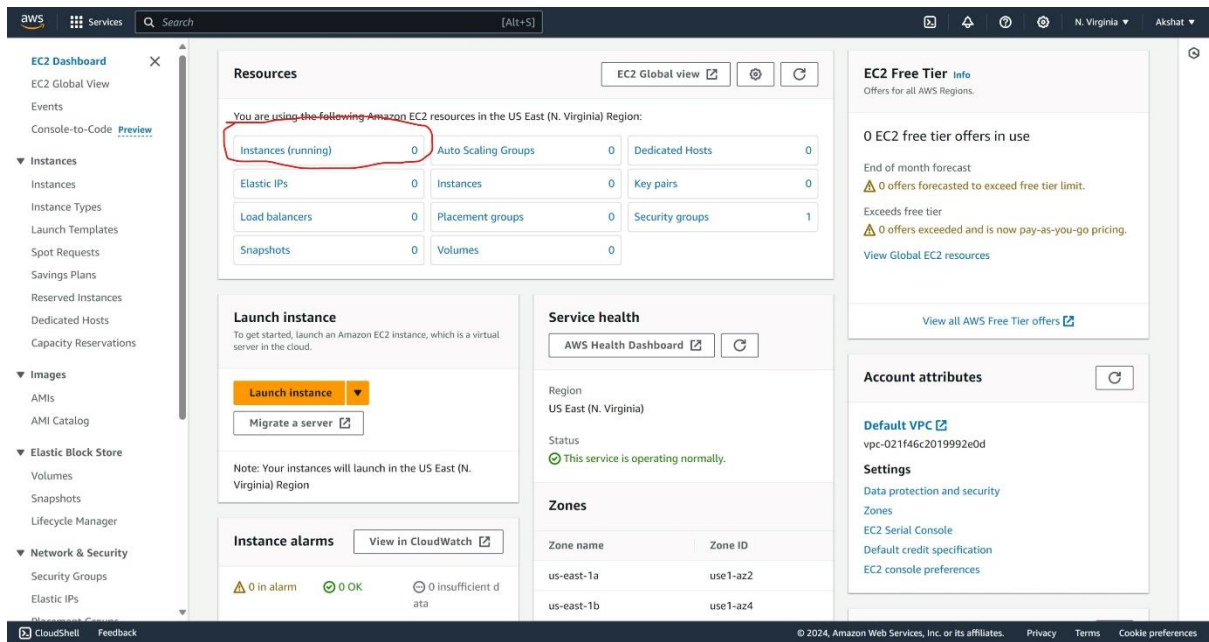 aws Services Search [Alt+S] N. Virginia Akshat
EC2 Dashboard
EC2 Global View
Events
Console-to-Code Preview
Instances
Instances
Instance Types
Launch Templates
Spot Requests
Savings Plans
Reserved Instances
Dedicated Hosts
Capacity Reservations
Images
AMIs
AMI Catalog
Elastic Block Store
Volumes
Snapshots
Lifecycle Manager
Network & Security
Security Groups
Elastic IPs
Resources
EC2 Global view
You are using the following Amazon EC2 resources in the US East (N. Virginia) Region:
Instances (running) 0 Auto Scaling Groups 0 Dedicated Hosts 0
Elastic IPs 0 Instances 0 Key pairs 0
Load balancers 0 Placement groups 0 Security groups 1
Snapshots 0 Volumes 0
Launch instance
To get started, launch an Amazon EC2 instance, which is a virtual
server in the cloud.
Launch instance
Migrate a server
Note: Your instances will launch in the US East (N.
Virginia) Region
Instance alarms
View in CloudWatch
0 in alarm 0 OK 0 insufficient d
ata
Service health
AWS Health Dashboard
Region
US East (N. Virginia)
Status
This service is operating normally.
Zones
Zone name Zone ID
us-east-1a use1-az2
us-east-1b use1-az4
EC2 Free Tier Info
Offers for all AWS Regions.
0 EC2 free tier offers in use
End of month forecast
0 offers forecasted to exceed free tier limit.
Exceeds free tier
0 offers exceeded and is now pay-as-you-go pricing.
View Global EC2 resources
View all AWS Free Tier offers
Account attributes
Default VPC
vpc-021f46c2019992e0d
Settings
Data protection and security
Zones
EC2 Serial Console
Default credit specification
EC2 console preferences
CloudShell Feedback © 2024, Amazon Web Services, Inc. or its affiliates. Privacy Terms Cookie preferences